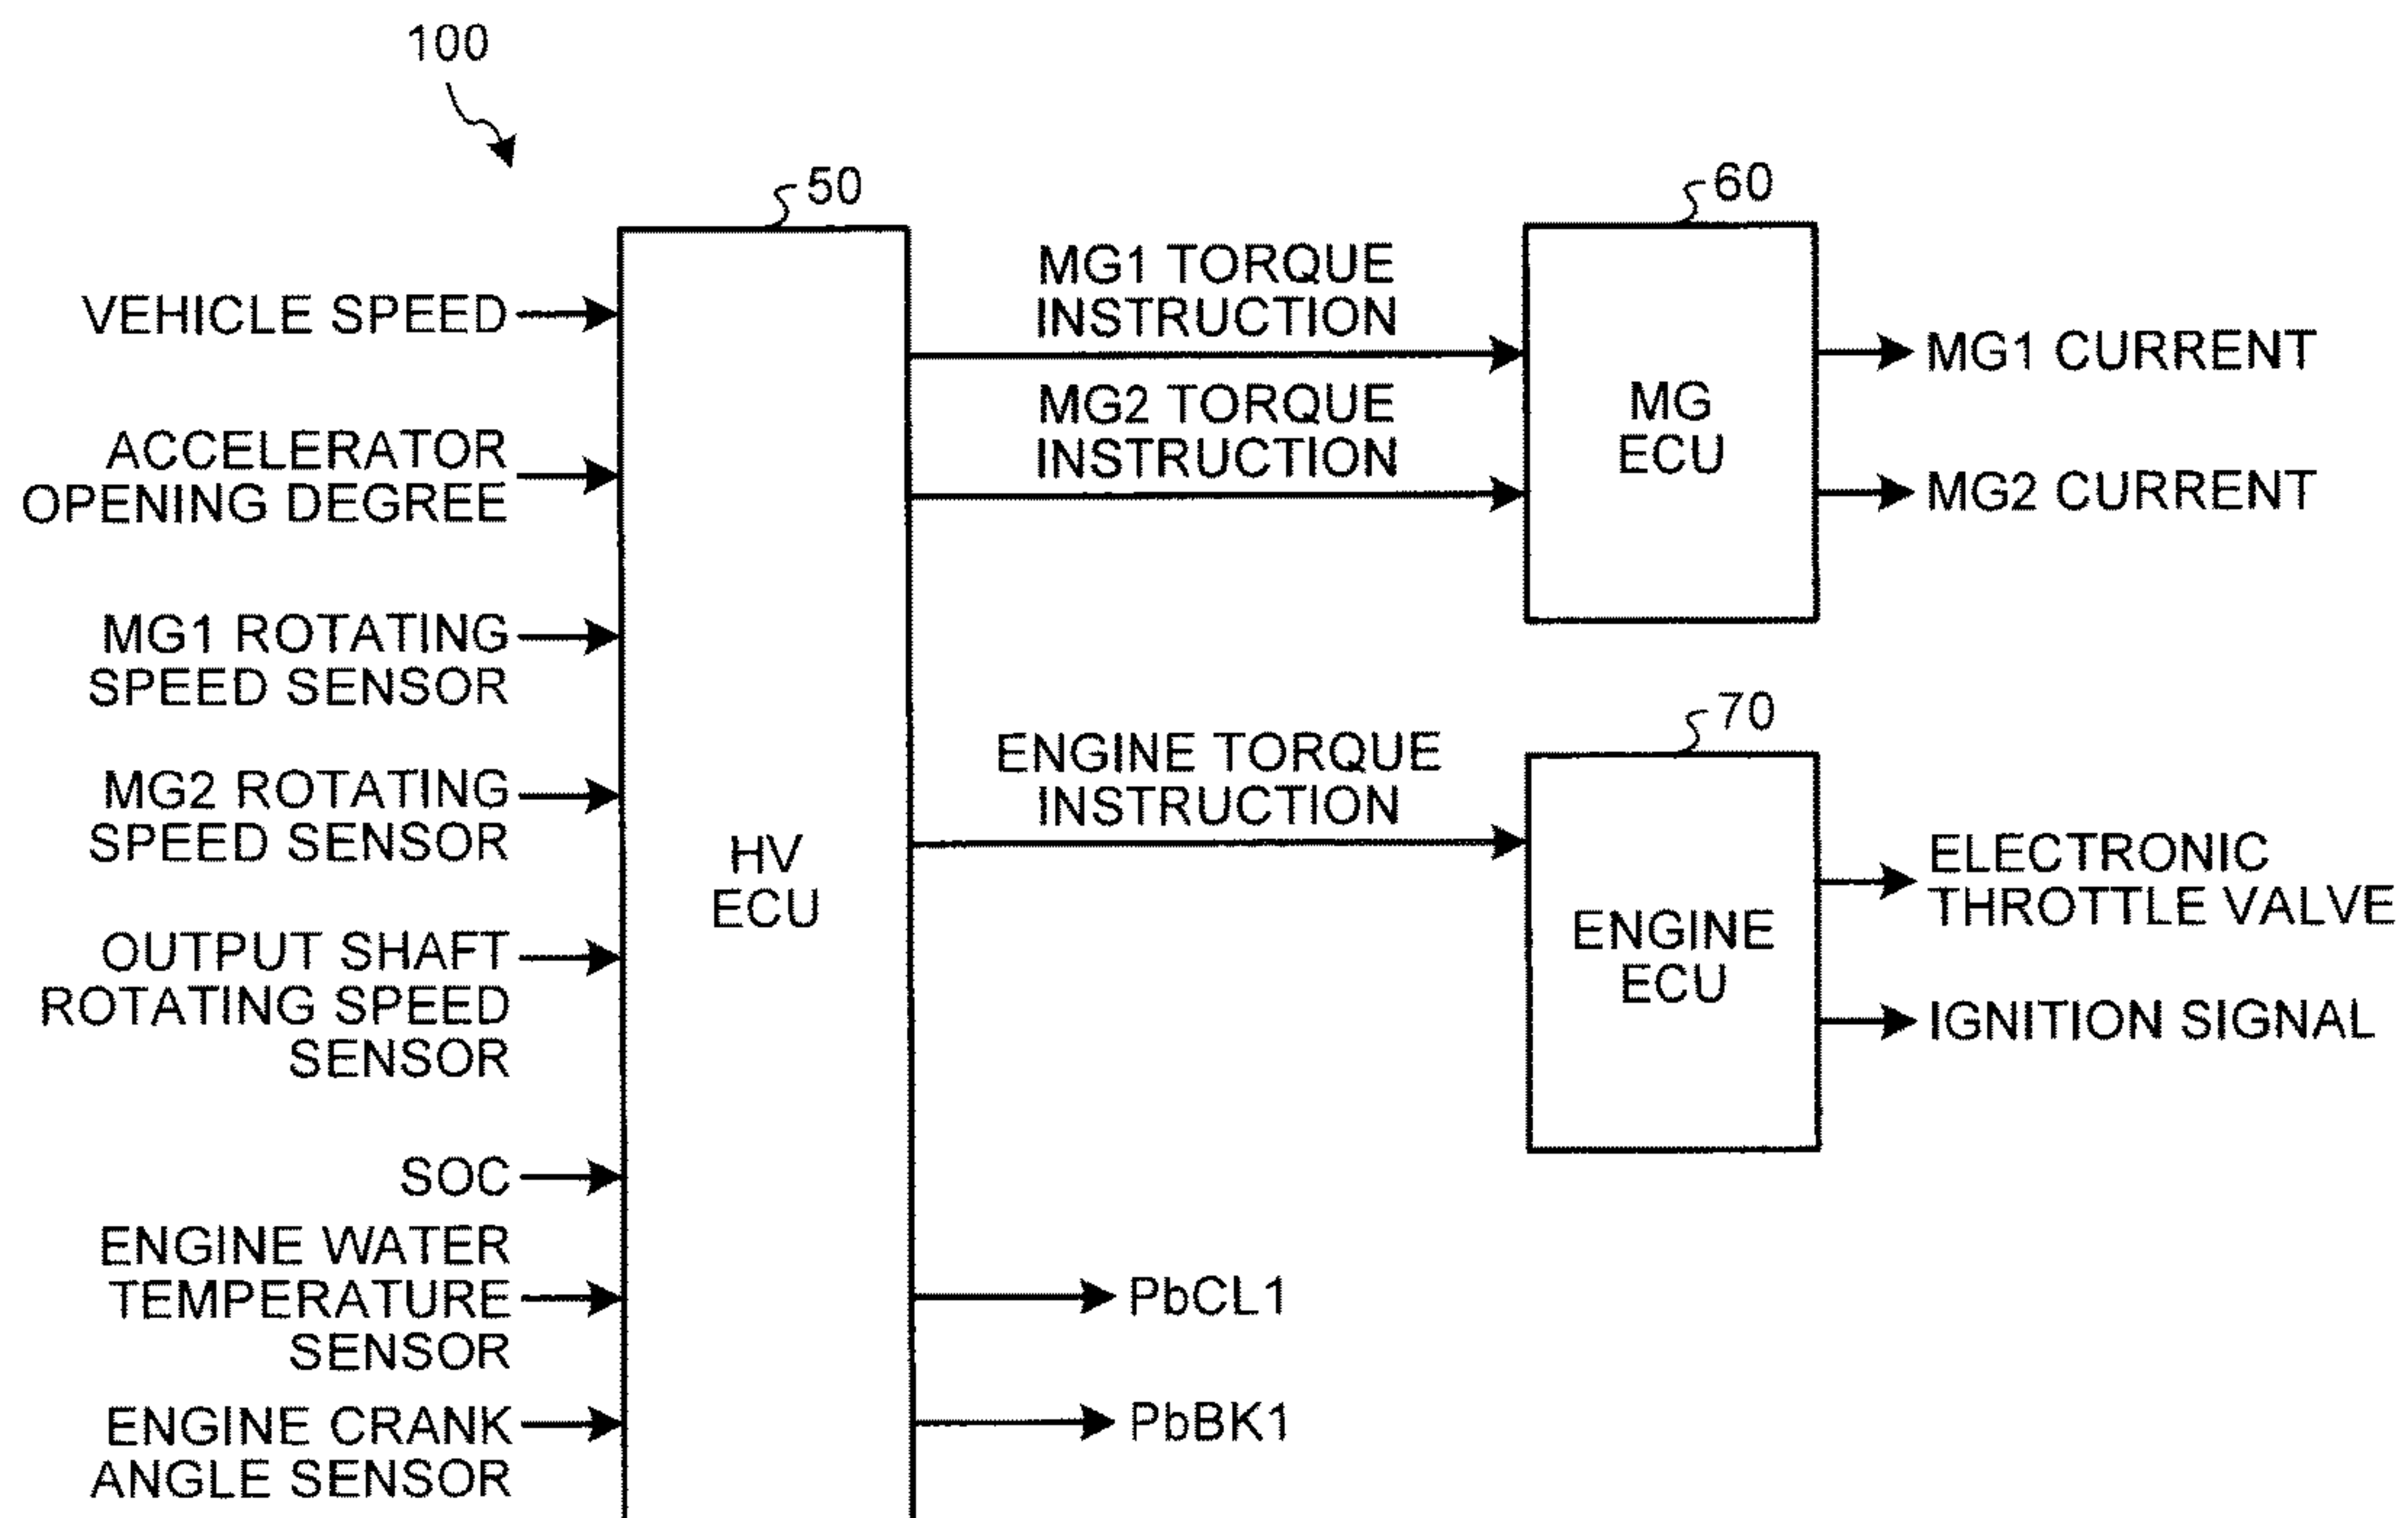 100
50
60
VEHICLE SPEED
ACCELERATOR
OPENING DEGREE
MG1 ROTATING
SPEED SENSOR
MG2 ROTATING
SPEED SENSOR
OUTPUT SHAFT
ROTATING SPEED
SENSOR
SOC
ENGINE WATER
TEMPERATURE
SENSOR
ENGINE CRANK
ANGLE SENSOR
HV
ECU
MG1 TORQUE
INSTRUCTION
MG2 TORQUE
INSTRUCTION
ENGINE TORQUE
INSTRUCTION
PbCL1
PbBK1
MG
ECU
MG1 CURRENT
MG2 CURRENT
70
ENGINE
ECU
ELECTRONIC
THROTTLE VALVE
IGNITION SIGNAL